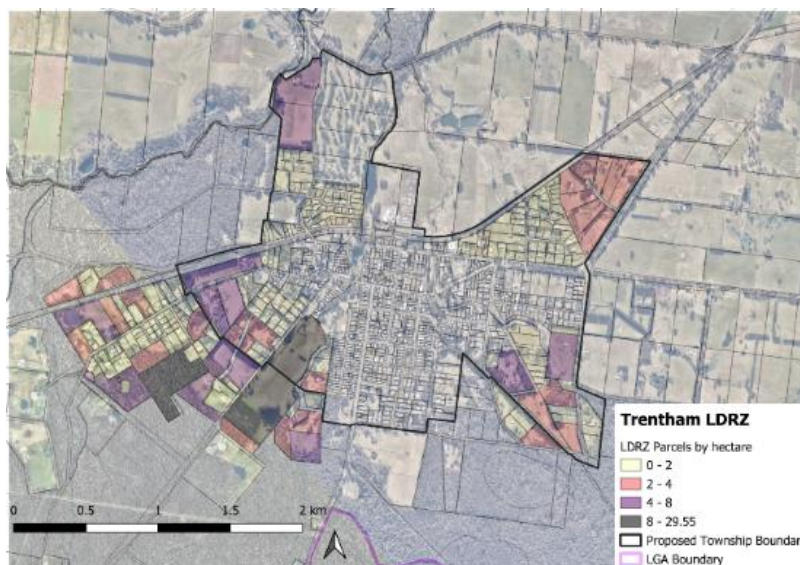 Trentham LDRZ
LDRZ Parcels by hectare
0 - 2
2 - 4
4 - 8
8 - 29.55
Proposed Township Boundar
LGA Boundary
0 0.5 1 1.5 2 km